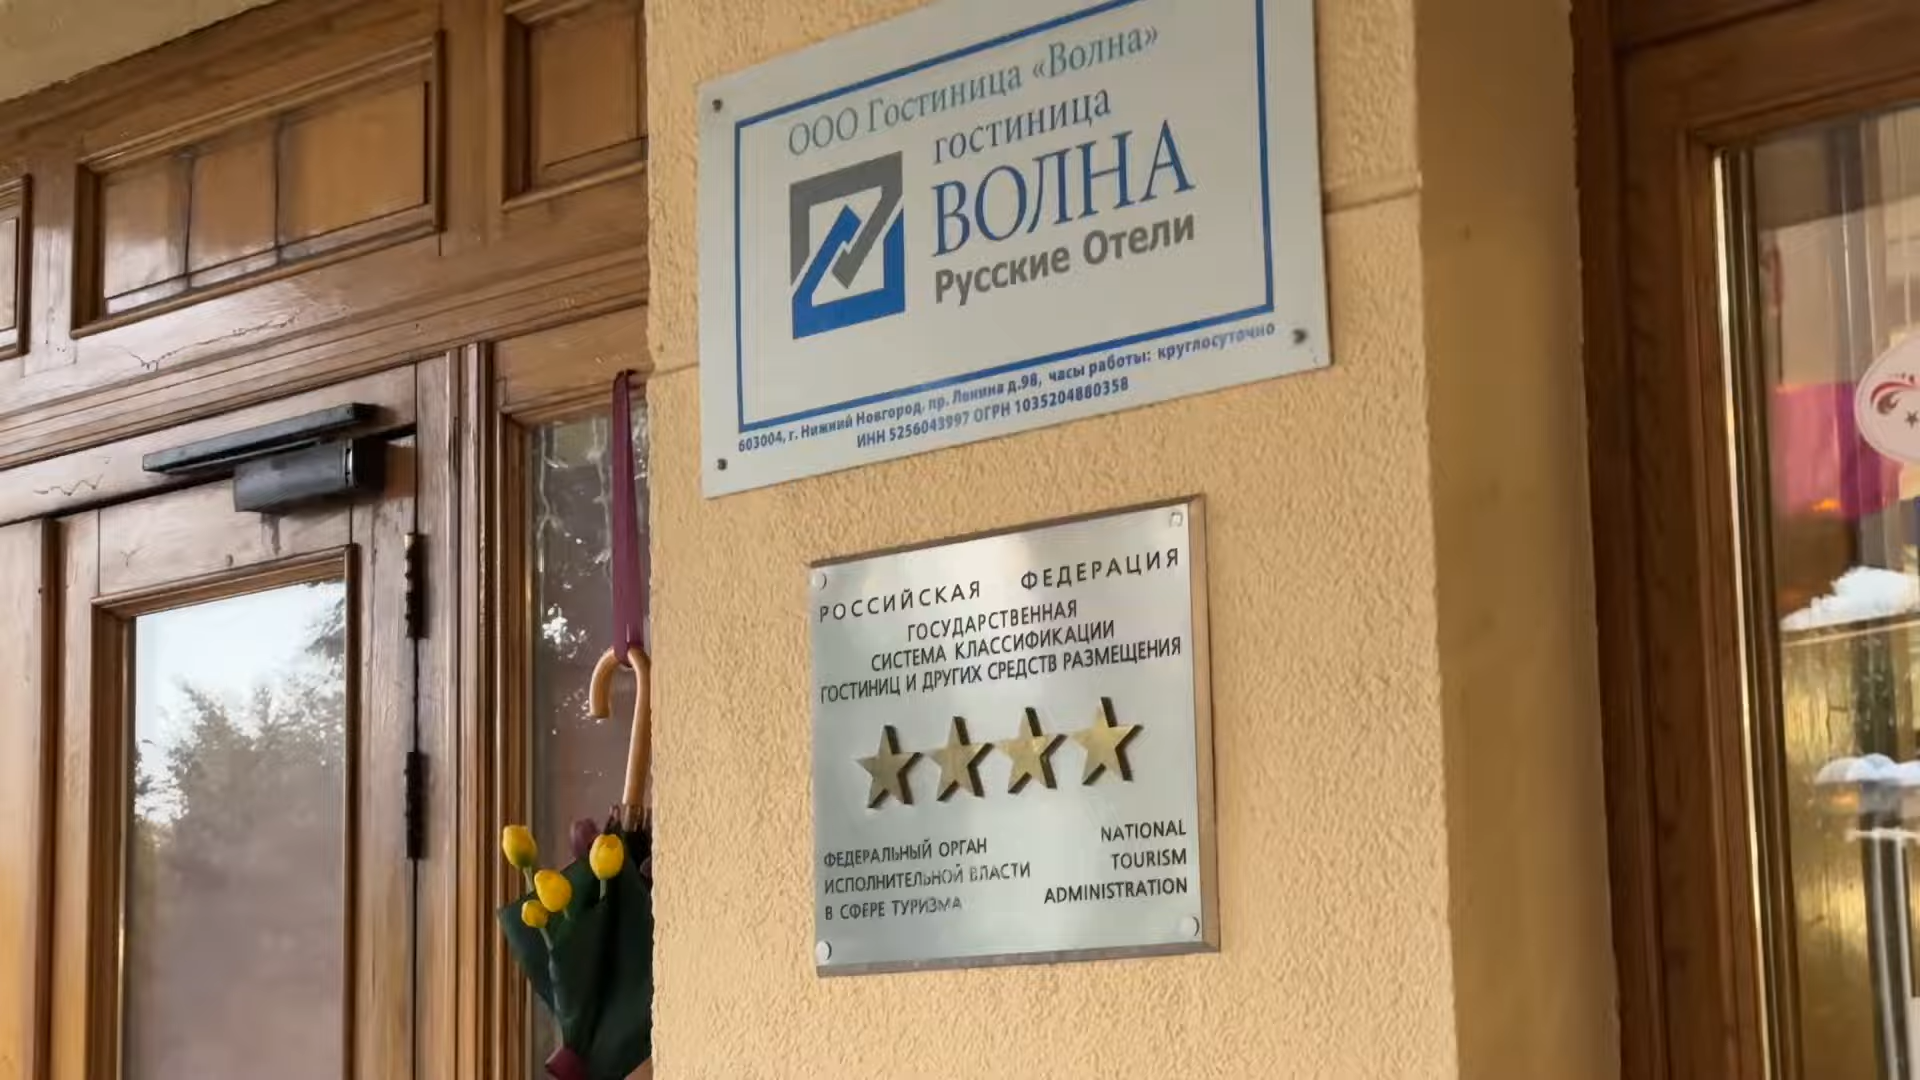 ООО Гостиница «Волна»
гостиница
ВОЛНА
Русские Отели
603004, г. Нижний Новгород, пр. Ленина д.98, часы работы: круглосуточно
ИНН 5256043997 ОГРН 1035204880358
РОССИЙСКАЯ ФЕДЕРАЦИЯ
ГОСУДАРСТВЕННАЯ
СИСТЕМА КЛАССИФИКАЦИИ
ГОСТИНИЦ И ДРУГИХ СРЕДСТВ РАЗМЕЩЕНИЯ
ФЕДЕРАЛЬНЫЙ ОРГАН
ИСПОЛНИТЕЛЬНОЙ ВЛАСТИ
В СФЕРЕ ТУРИЗМА
NATIONAL
TOURISM
ADMINISTRATION